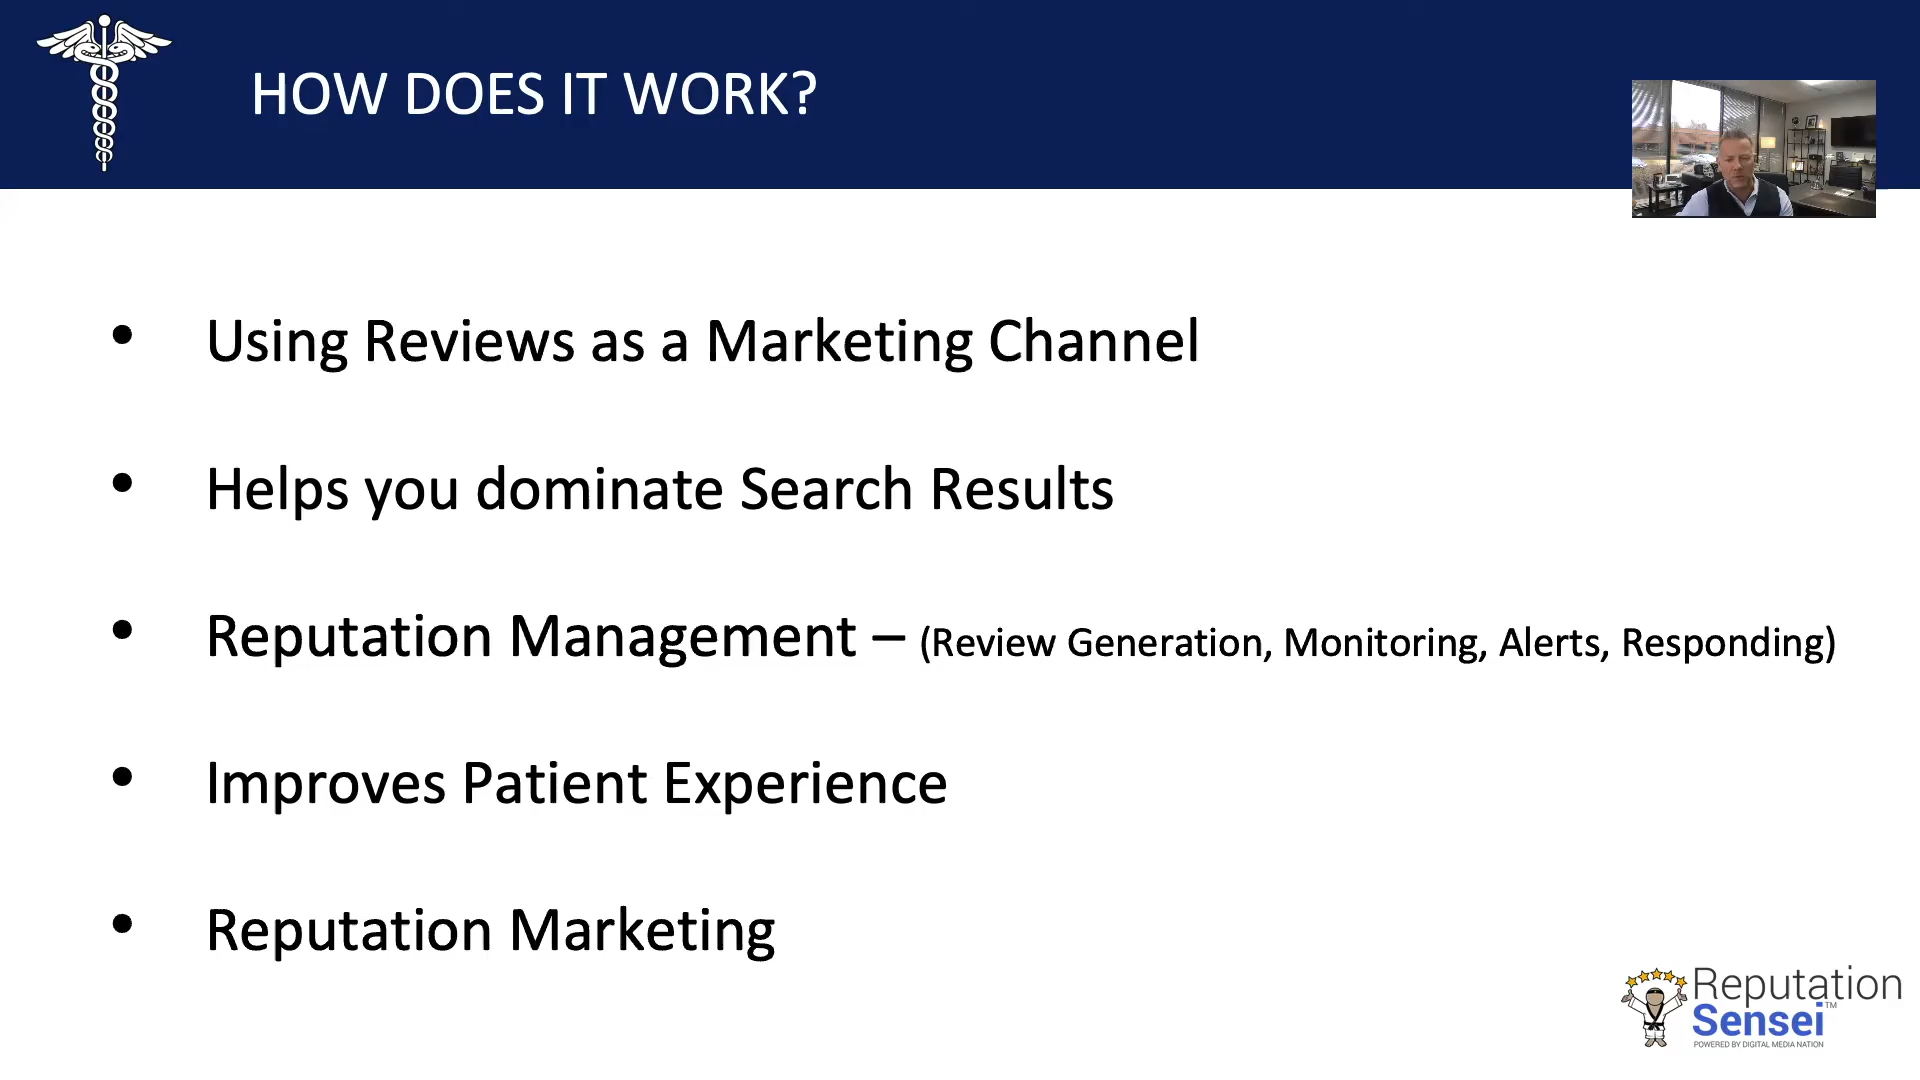 HOW DOES IT WORK?
• Using Reviews as a Marketing Channel
• Helps you dominate Search Results
• Reputation Management – (Review Generation, Monitoring, Alerts, Responding)
• Improves Patient Experience
• Reputation Marketing
Reputation
Sensei™
POWERED BY DIGITAL MEDIA NATION